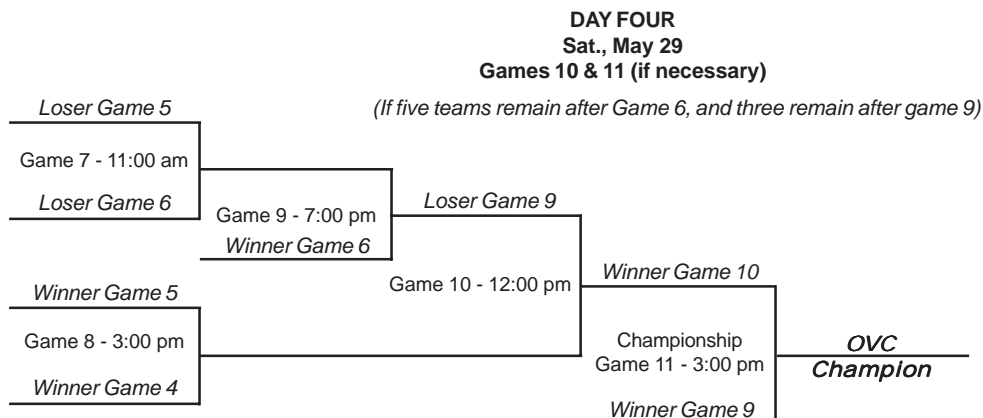 DAY FOUR
Sat., May 29
Games 10 & 11 (if necessary)
(If five teams remain after Game 6, and three remain after game 9)
Loser Game 5
Game 7 - 11:00 am
Loser Game 6
Game 9 - 7:00 pm
Winner Game 6
Loser Game 9
Game 10 - 12:00 pm
Winner Game 5
Game 8 - 3:00 pm
Winner Game 4
Winner Game 10
Championship
Game 11 - 3:00 pm
Winner Game 9
OVC
Champion